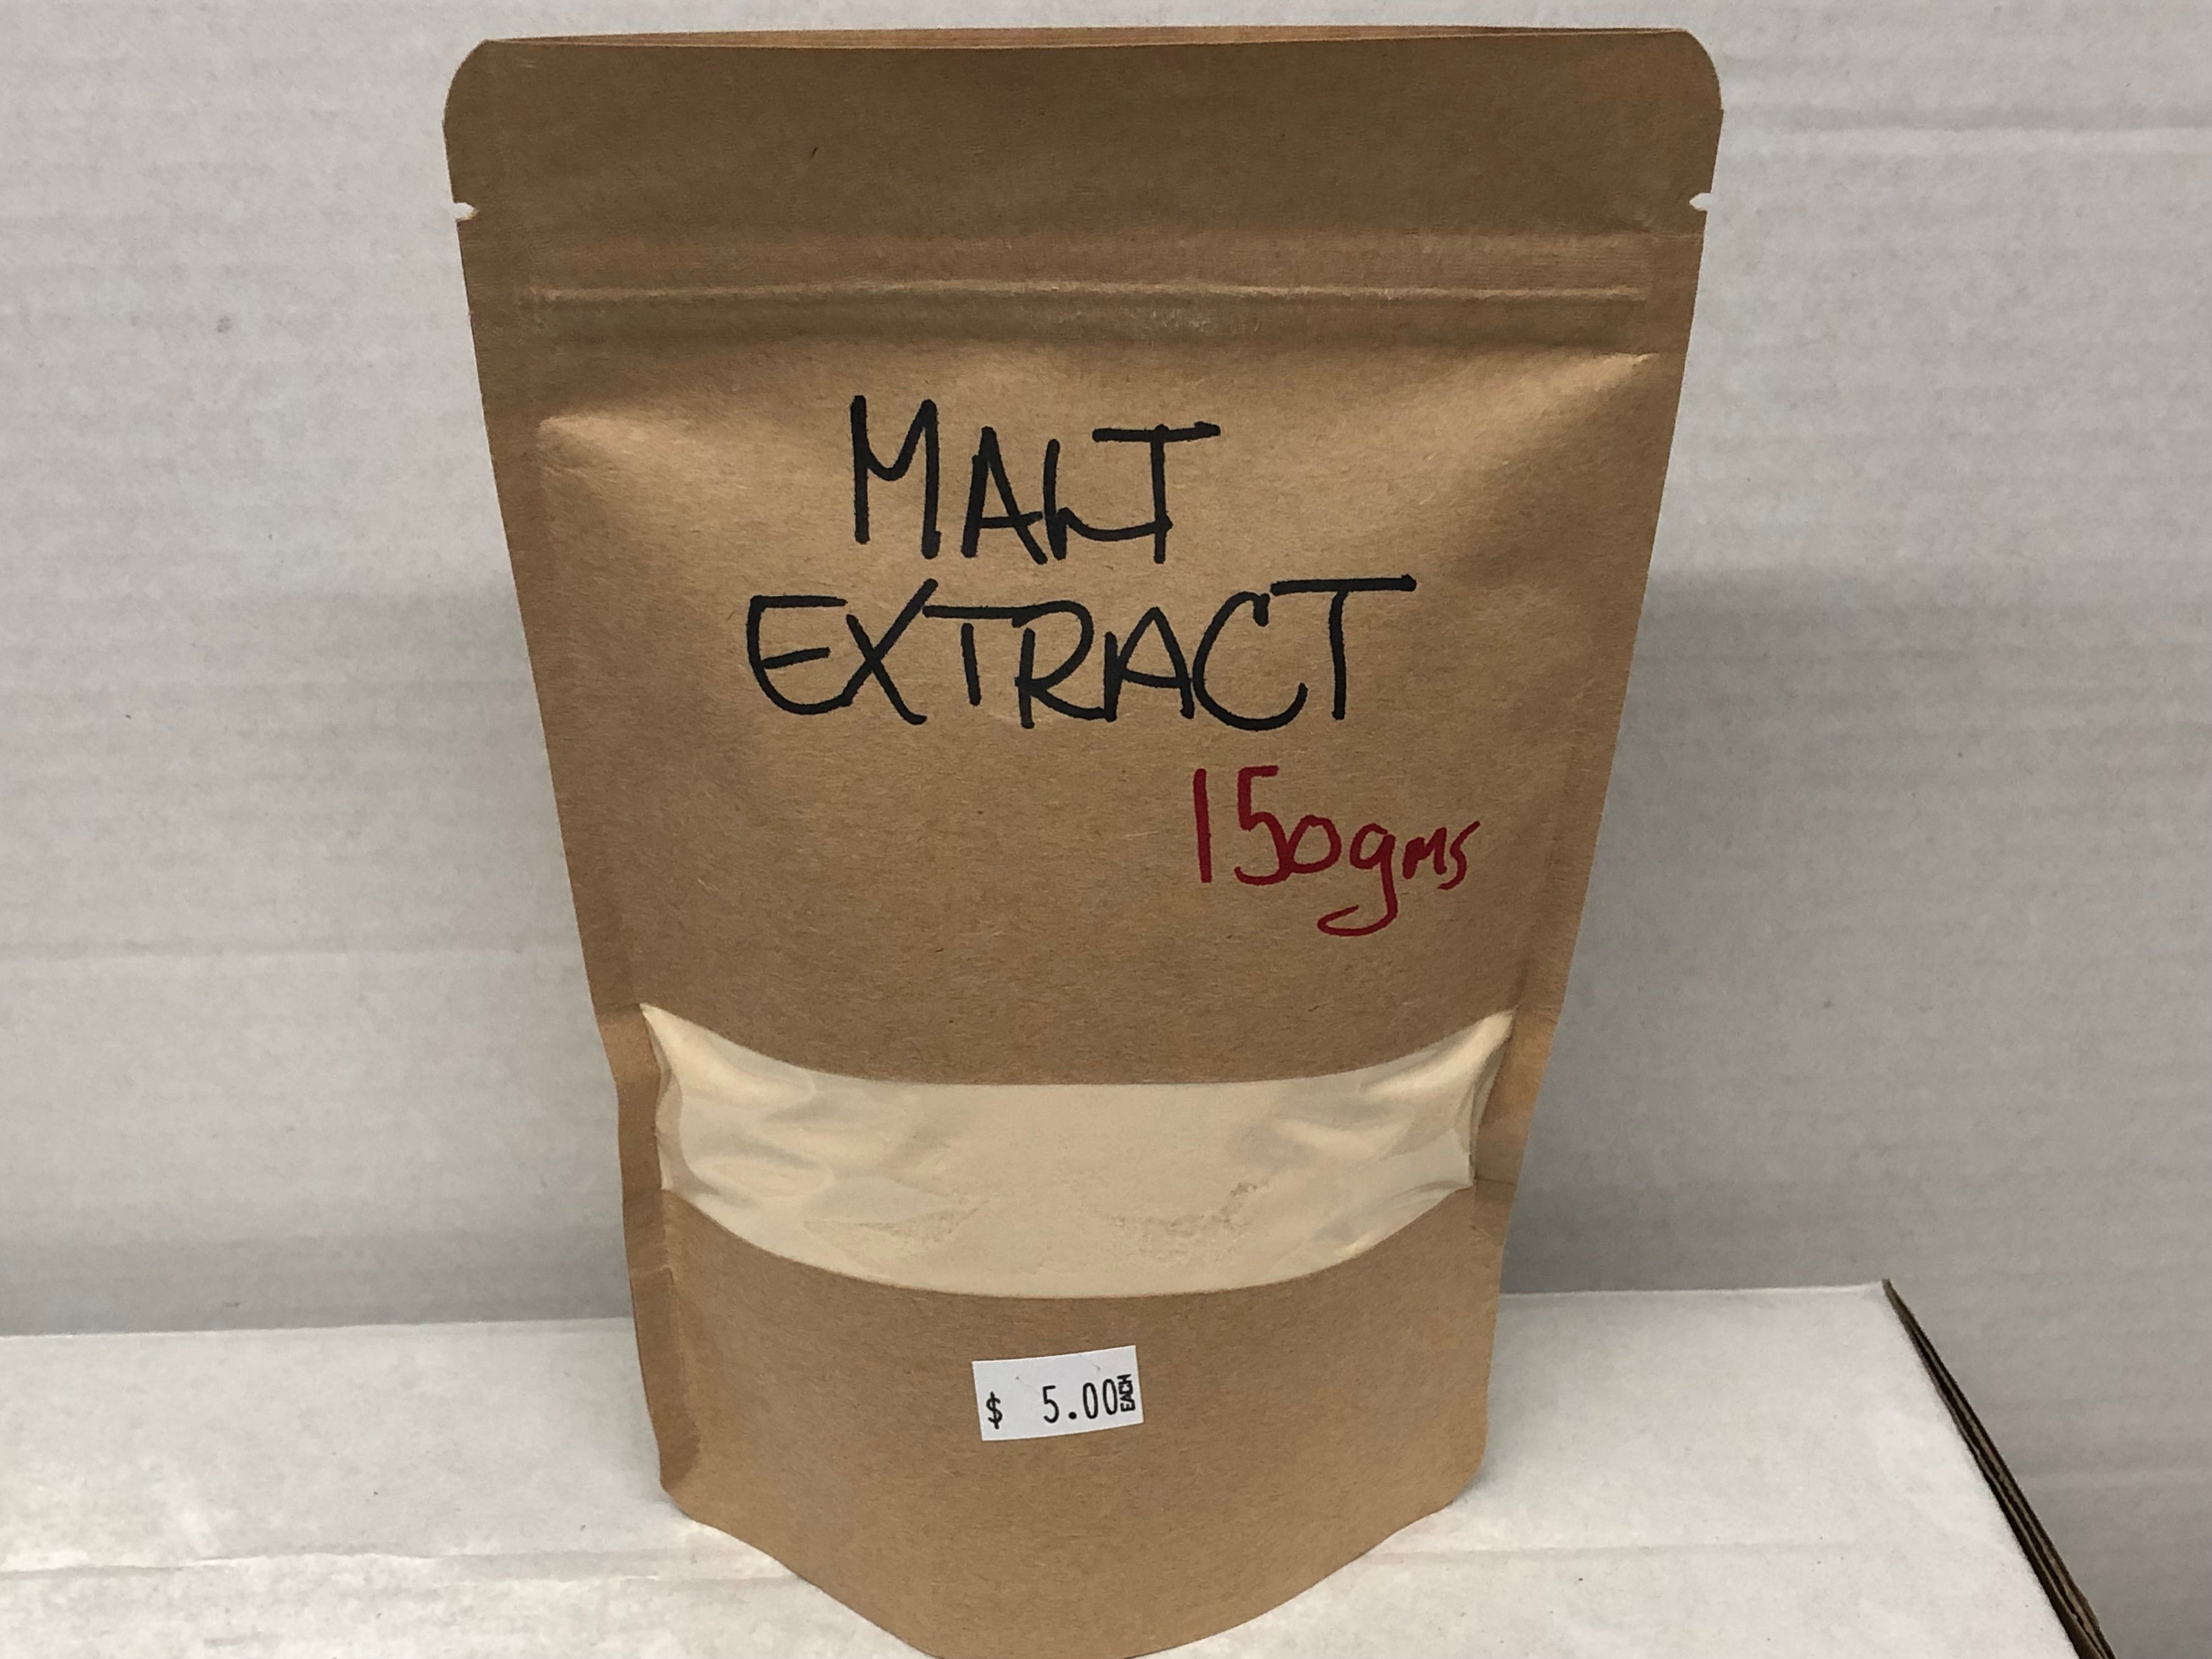 MALT
EXTRACT
150gms
$ 5.00 EACH